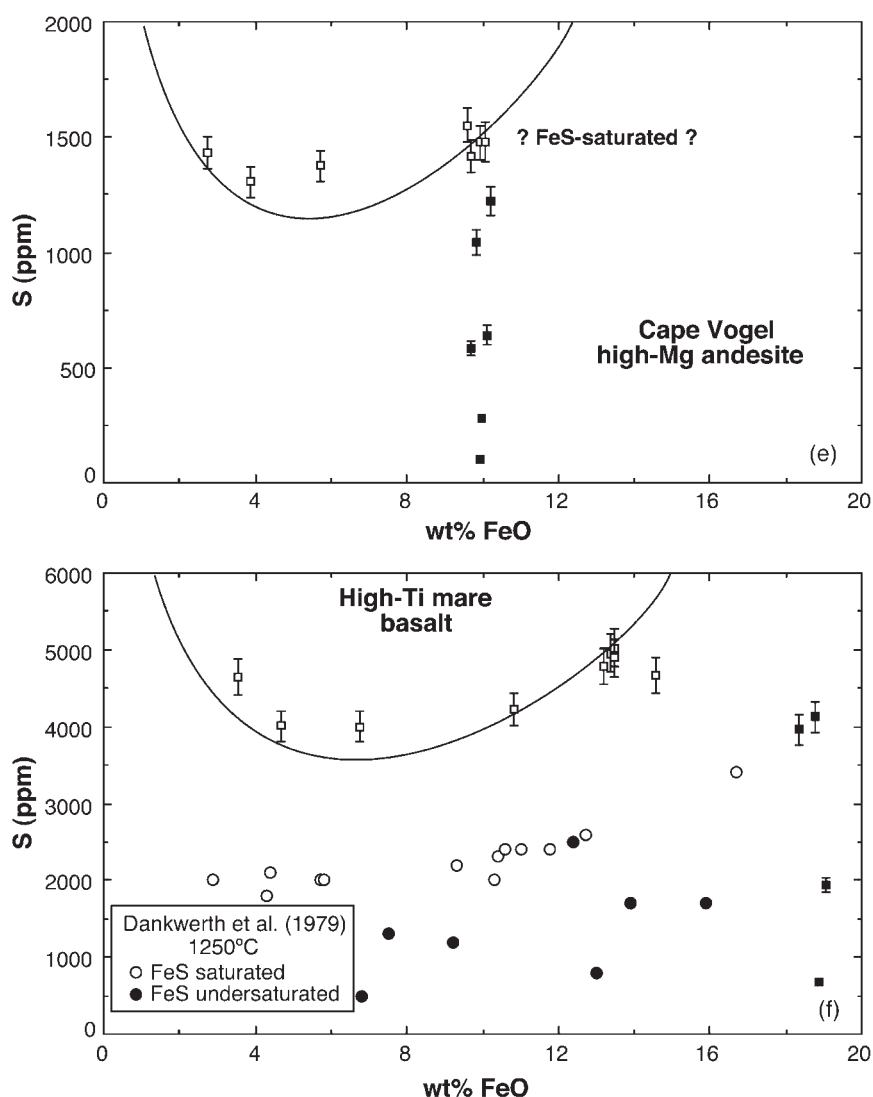 2000
1500
1000
500
0
S (ppm)
? FeS-saturated ?
Cape Vogel
high-Mg andesite
(e)
0 4 8 12 16 20
wt% FeO
6000
5000
4000
3000
2000
1000
0
S (ppm)
High-Ti mare
basalt
Dankwerth et al. (1979)
1250ºC
FeS saturated
FeS undersaturated
(f)
0 4 8 12 16 20
wt% FeO